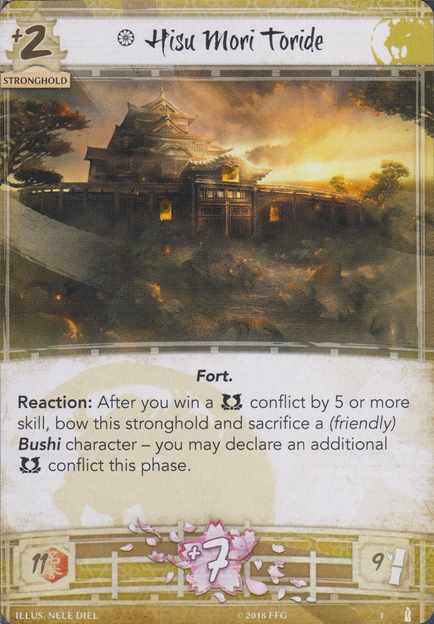 +2
Hisu Mori Toride
STRONGHOLD
Fort.
Reaction: After you win a conflict by 5 or more
skill, bow this stronghold and sacrifice a (friendly)
Bushi character – you may declare an additional
conflict this phase.
11
+7
9
ILLUS. NELE DIEL
© 2018 FFG
1